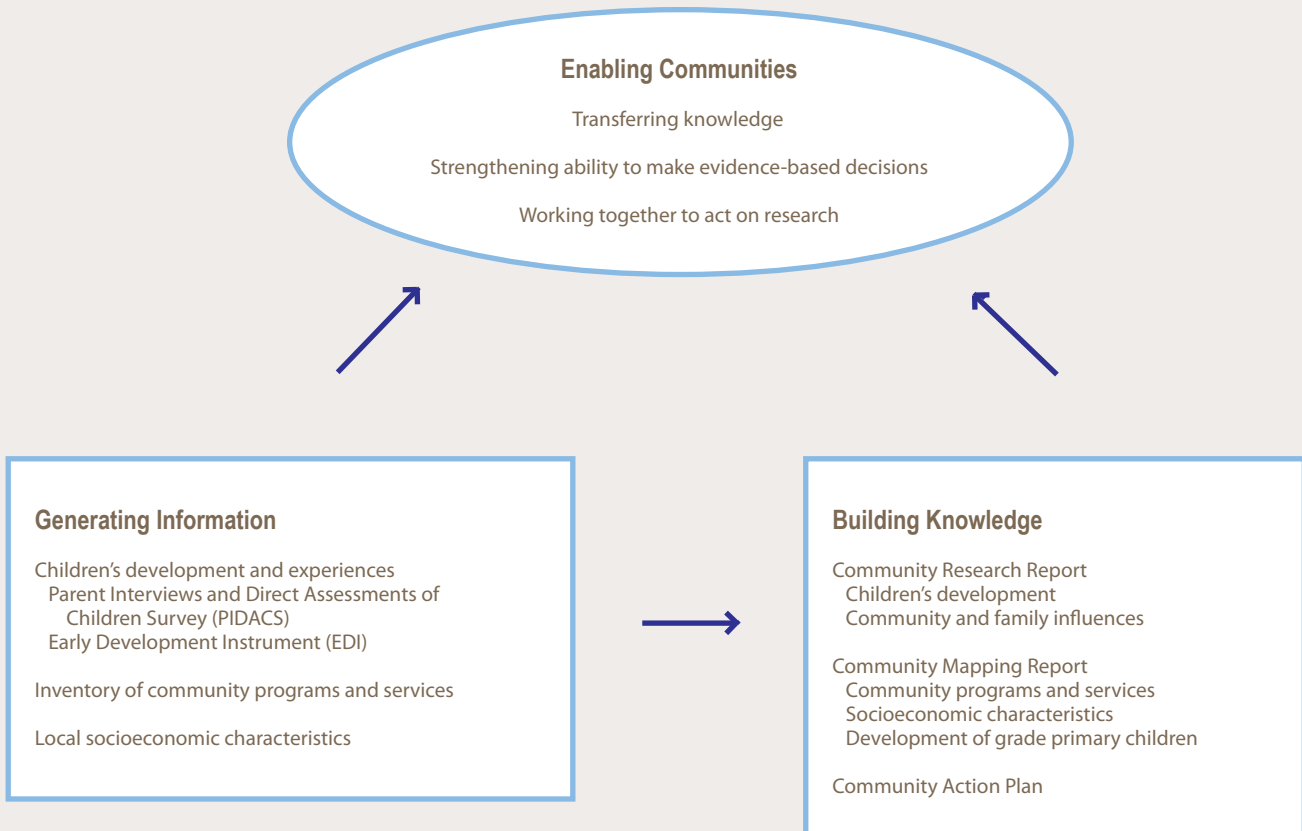 Enabling Communities
Transferring knowledge
Strengthening ability to make evidence-based decisions
Working together to act on research
Generating Information
Children’s development and experiences
Parent Interviews and Direct Assessments of
Children Survey (PIDACS)
Early Development Instrument (EDI)
Inventory of community programs and services
Local socioeconomic characteristics
Building Knowledge
Community Research Report
Children’s development
Community and family influences
Community Mapping Report
Community programs and services
Socioeconomic characteristics
Development of grade primary children
Community Action Plan